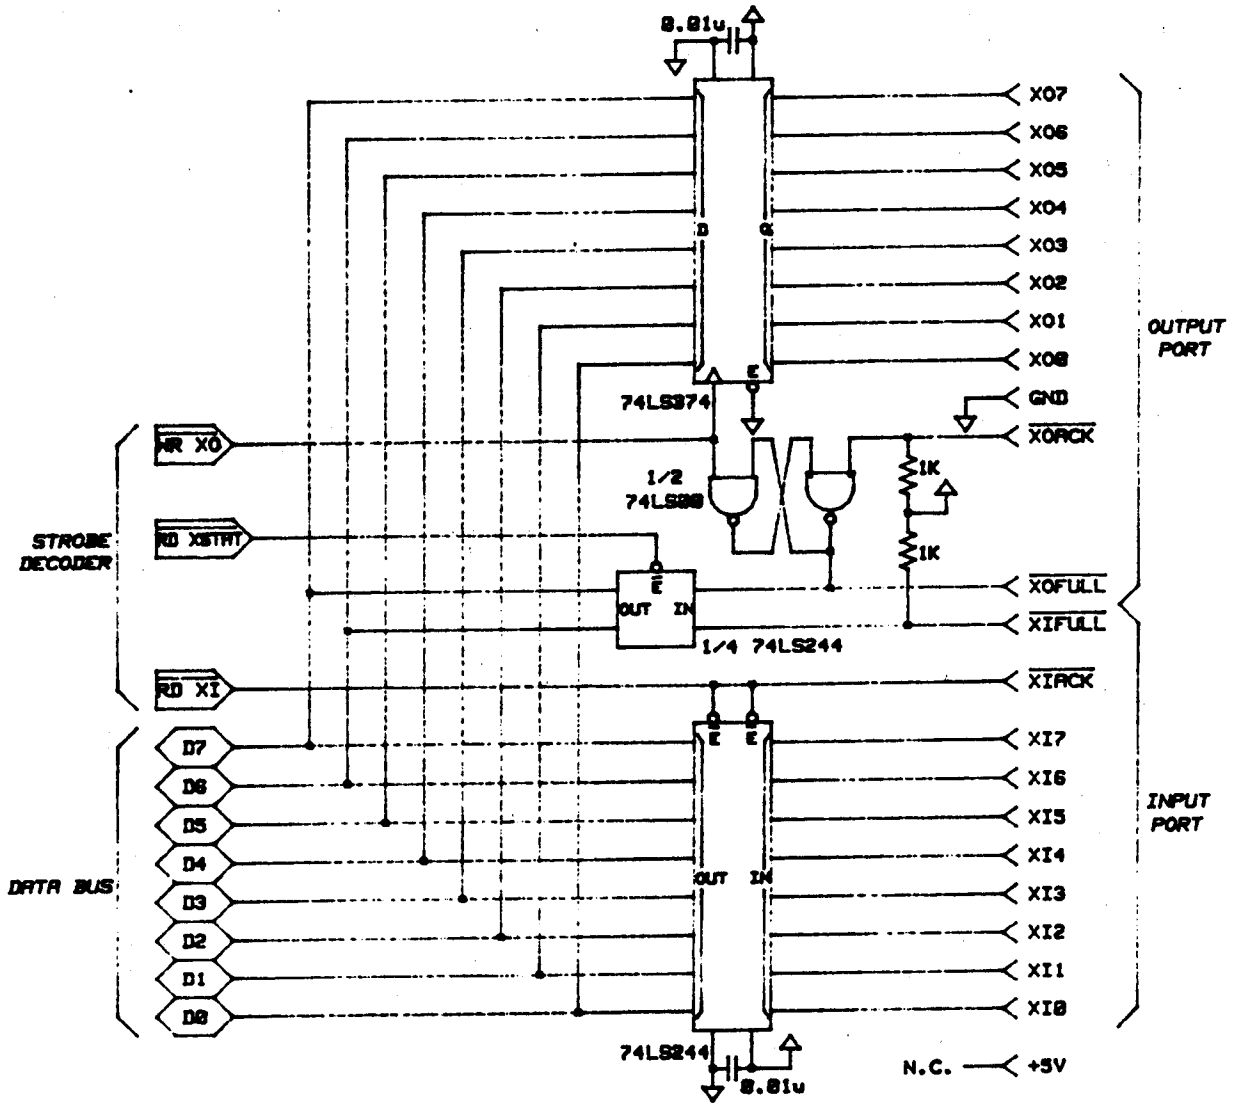 0.01u
XO7
XO6
XO5
XO4
D Q
XO3
XO2
XO1
OUTPUT
PORT
XO0
E
74LS374
GND
WR XO
XOACK
1/2
74LS00
1K
RD XSTAT
STROBE
DECODER
1K
E
XOFULL
OUT IN
XIFULL
1/4 74LS244
RD XI
XIACK
E E
D7
XI7
D6
XI6
INPUT
PORT
D5
XI5
D4
XI4
DATA BUS
OUT IN
D3
XI3
D2
XI2
D1
XI1
D0
XI0
74LS244
0.01u
N.C.
+5V